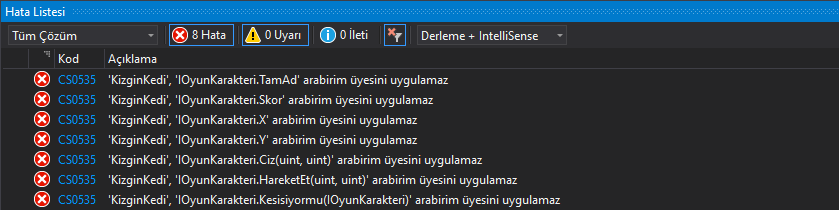 Hata Listesi
Tüm Çözüm 8 Hata 0 Uyarı 0 İleti Derleme + IntelliSense
Kod Açıklama
CS0535 'KizginKedi', 'IOyunKarakteri.TamAd' arabirim üyesini uygulamaz
CS0535 'KizginKedi', 'IOyunKarakteri.Skor' arabirim üyesini uygulamaz
CS0535 'KizginKedi', 'IOyunKarakteri.X' arabirim üyesini uygulamaz
CS0535 'KizginKedi', 'IOyunKarakteri.Y' arabirim üyesini uygulamaz
CS0535 'KizginKedi', 'IOyunKarakteri.Ciz(uint, uint)' arabirim üyesini uygulamaz
CS0535 'KizginKedi', 'IOyunKarakteri.HareketEt(uint, uint)' arabirim üyesini uygulamaz
CS0535 'KizginKedi', 'IOyunKarakteri.Kesisiyormu(IOyunKarakteri)' arabirim üyesini uygulamaz